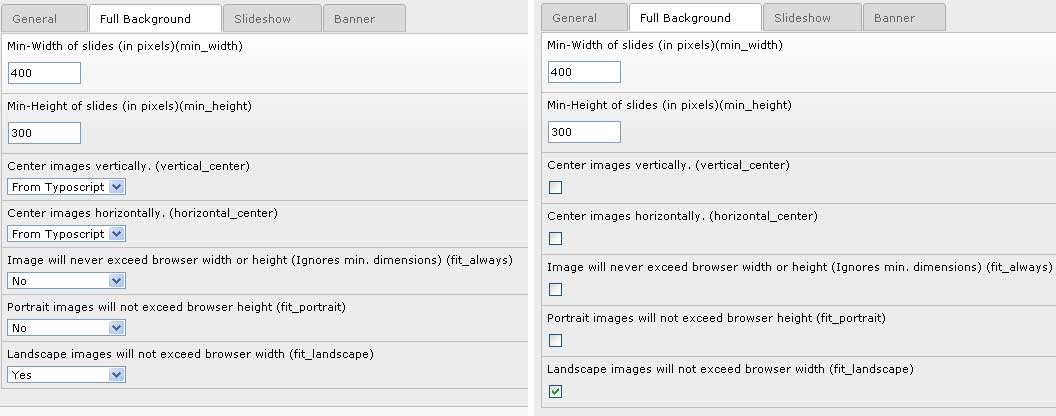 General Full Background Slideshow Banner
Min-Width of slides (in pixels)(min_width)
400
Min-Height of slides (in pixels)(min_height)
300
Center images vertically. (vertical_center)
From Typoscript
Center images horizontally. (horizontal_center)
From Typoscript
Image will never exceed browser width or height (Ignores min. dimensions) (fit_always)
No
Portrait images will not exceed browser height (fit_portrait)
No
Landscape images will not exceed browser width (fit_landscape)
Yes
General Full Background Slideshow Banner
Min-Width of slides (in pixels)(min_width)
400
Min-Height of slides (in pixels)(min_height)
300
Center images vertically. (vertical_center)
Center images horizontally. (horizontal_center)
Image will never exceed browser width or height (Ignores min. dimensions) (fit_always)
Portrait images will not exceed browser height (fit_portrait)
Landscape images will not exceed browser width (fit_landscape)